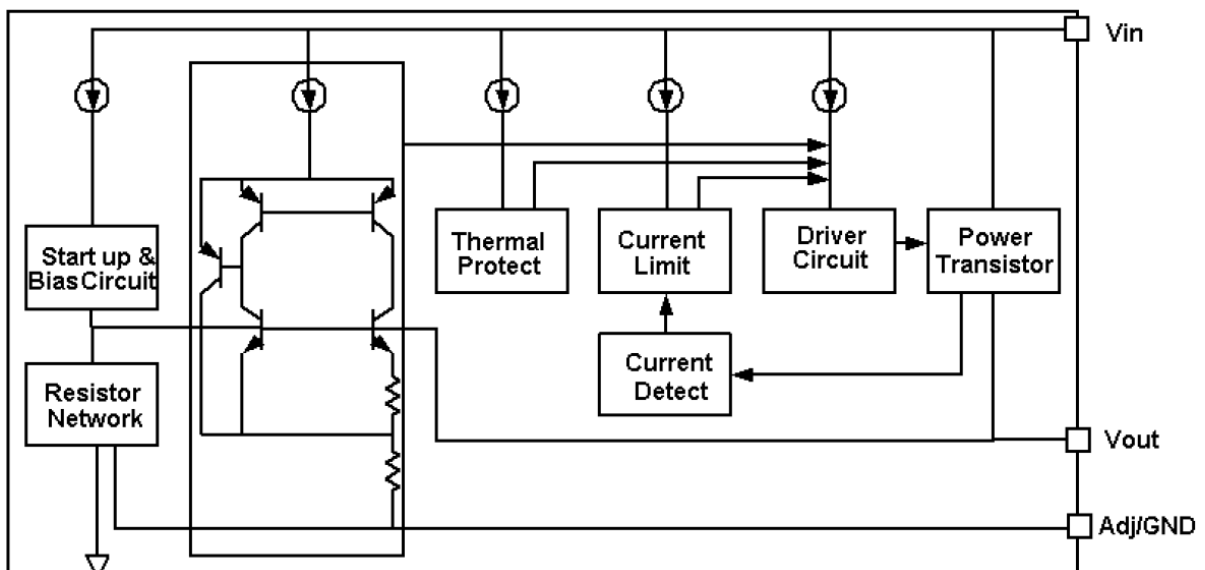 Vin
Start up &
Bias Circuit
Thermal
Protect
Current
Limit
Driver
Circuit
Power
Transistor
Resistor
Network
Current
Detect
Vout
Adj/GND